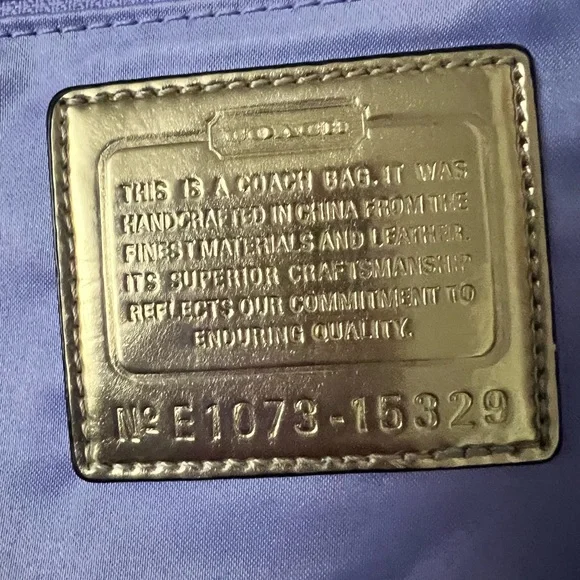 COACH
THIS IS A COACH BAG. IT WAS
HANDCRAFTED IN CHINA FROM THE
FINEST MATERIALS AND LEATHER.
ITS SUPERIOR CRAFTSMANSHIP
REFLECTS OUR COMMITMENT TO
ENDURING QUALITY.
Nº E1073-15329